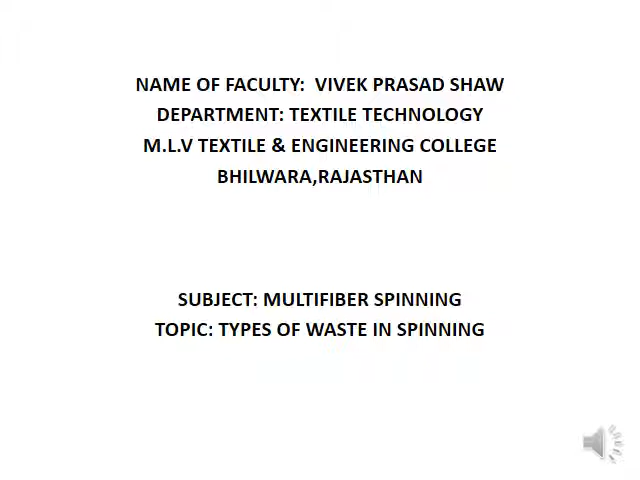 NAME OF FACULTY: VIVEK PRASAD SHAW
DEPARTMENT: TEXTILE TECHNOLOGY
M.L.V TEXTILE & ENGINEERING COLLEGE
BHILWARA,RAJASTHAN
SUBJECT: MULTIFIBER SPINNING
TOPIC: TYPES OF WASTE IN SPINNING